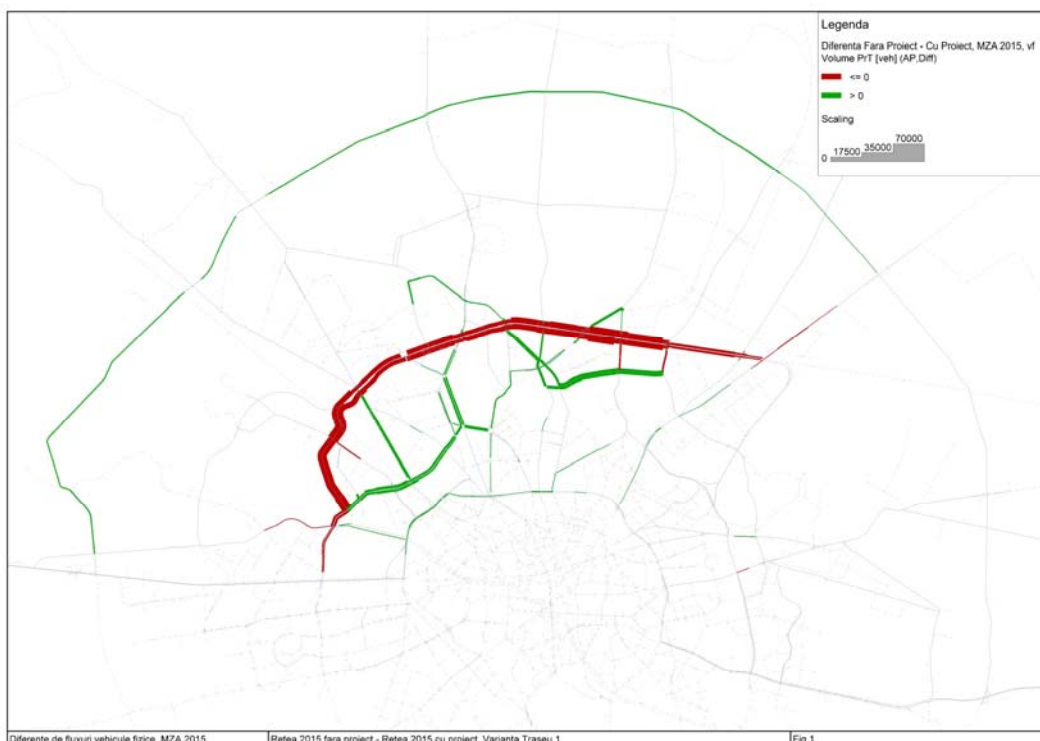 Legenda
Diferenta Fara Proiect - Cu Proiect, MZA 2015, vf
Volume PrT [veh] (AP,Diff)
<= 0
> 0
Scaling
0 17500 35000 70000
Diferente de fluxuri vehicule fizice, MZA 2015
Retea 2015 fara proiect - Retea 2015 cu proiect, Varianta Traseu 1
Fig.1